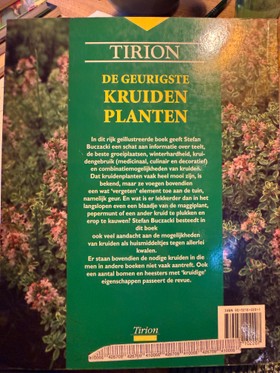 TIRION
DE GEURIGSTE
KRUIDEN
PLANTEN
In dit rijk geïllustreerde boek geeft Stefan
Buczacki een schat aan informatie over teelt,
de beste groeiplaatsen, winterhardheid, krui-
dengebruik (medicinaal, culinair en decoratief)
en combinatiemogelijkheden van kruiden.
Dat kruidenplanten vaak heel mooi zijn, is
bekend, maar ze voegen bovendien
een wat 'vergeten' element toe aan de tuin,
namelijk geur. En wat is er lekkerder dan in het
langslopen even een blaadje van de maggiplant,
pepermunt of een ander kruid te plukken en
erop te kauwen? Stefan Buczacki besteedt in
dit boek
ook veel aandacht aan de mogelijkheden
van kruiden als huismiddeltjes tegen allerlei
kwalen.
Er staan bovendien de nodige kruiden in die
men in andere boeken niet vaak aantreft. Ook
een aantal bomen en heesters met 'kruidige'
eigenschappen passeert de revue.
Tirion